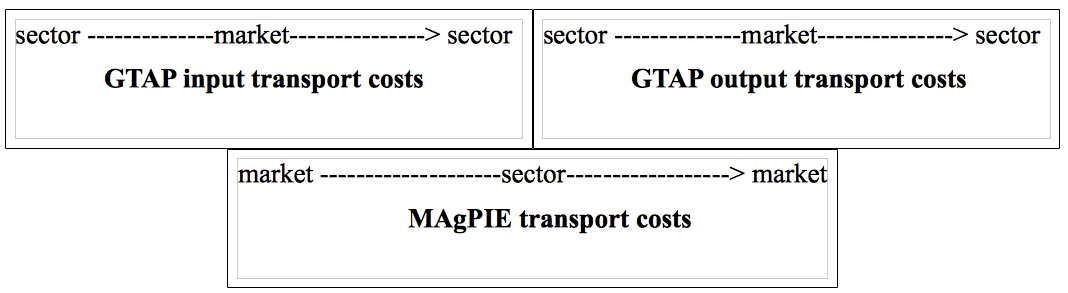 sector --------------market---------------> sector
GTAP input transport costs
sector --------------market---------------> sector
GTAP output transport costs
market --------------------sector------------------> market
MAgPIE transport costs